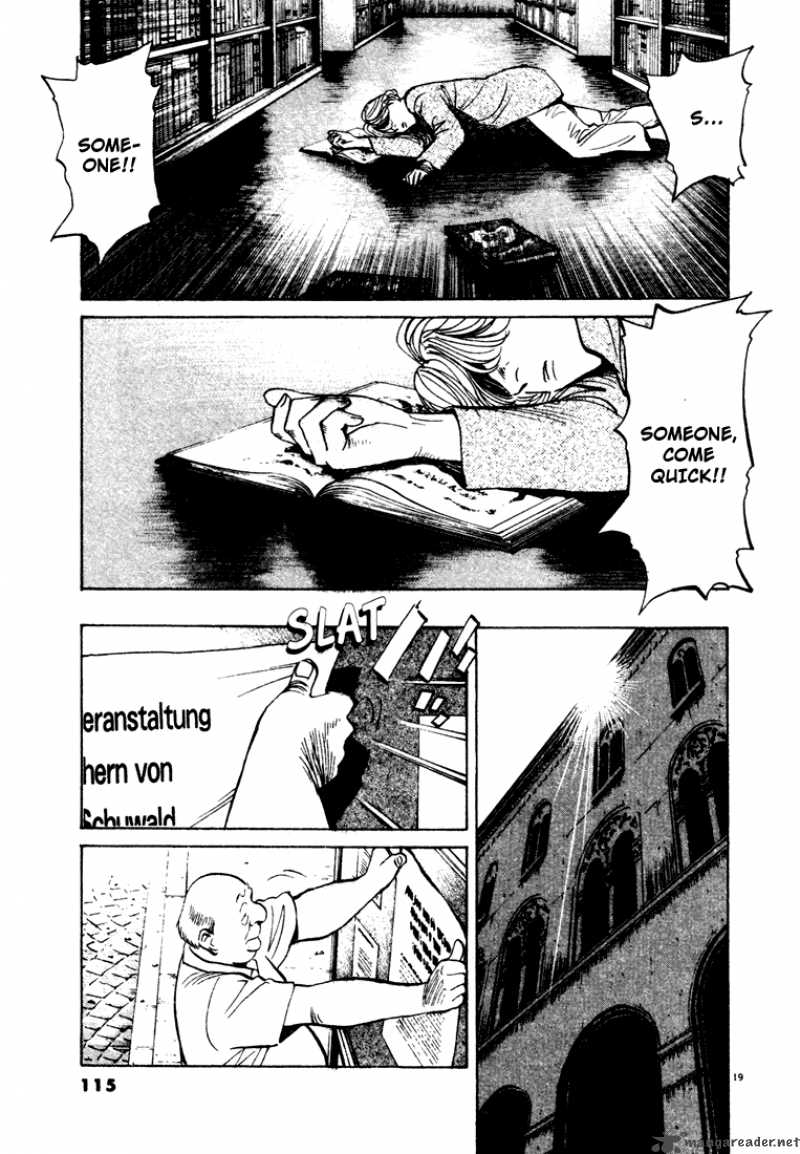 S...
SOME-
ONE!!
SOMEONE,
COME
QUICK!!
SLAT
eranstaltung
hern von
Schuwald
115
19
mangareader.net